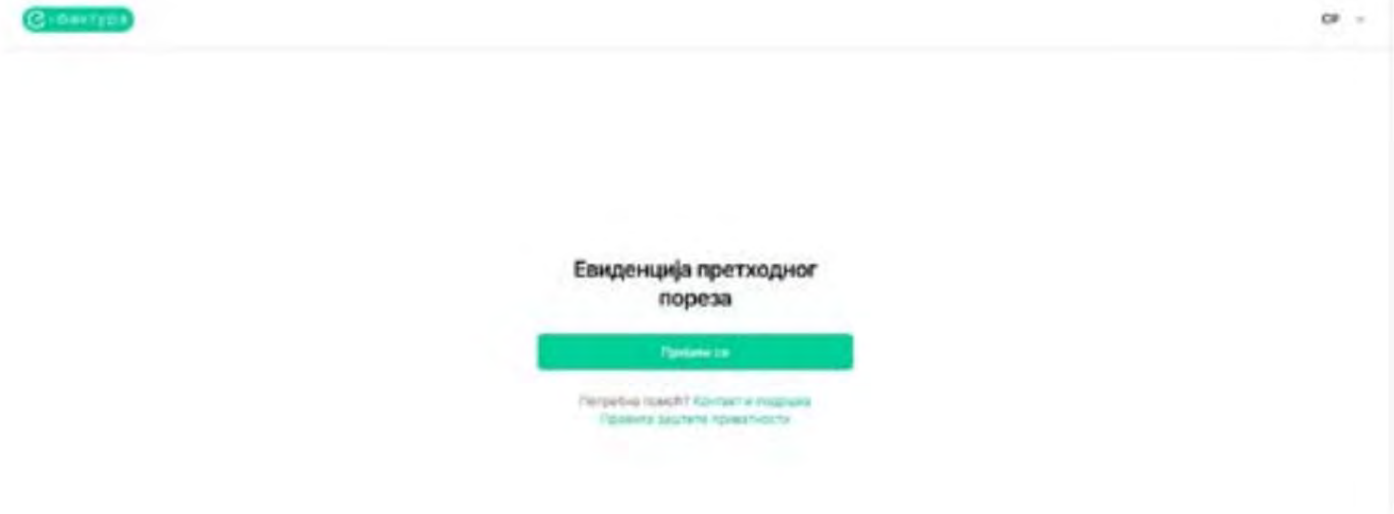 е-фактура
СР
Евиденција претходног
пореза
Пријави се
Потребна помоћ? Контакт и подршка
Правила заштите приватности